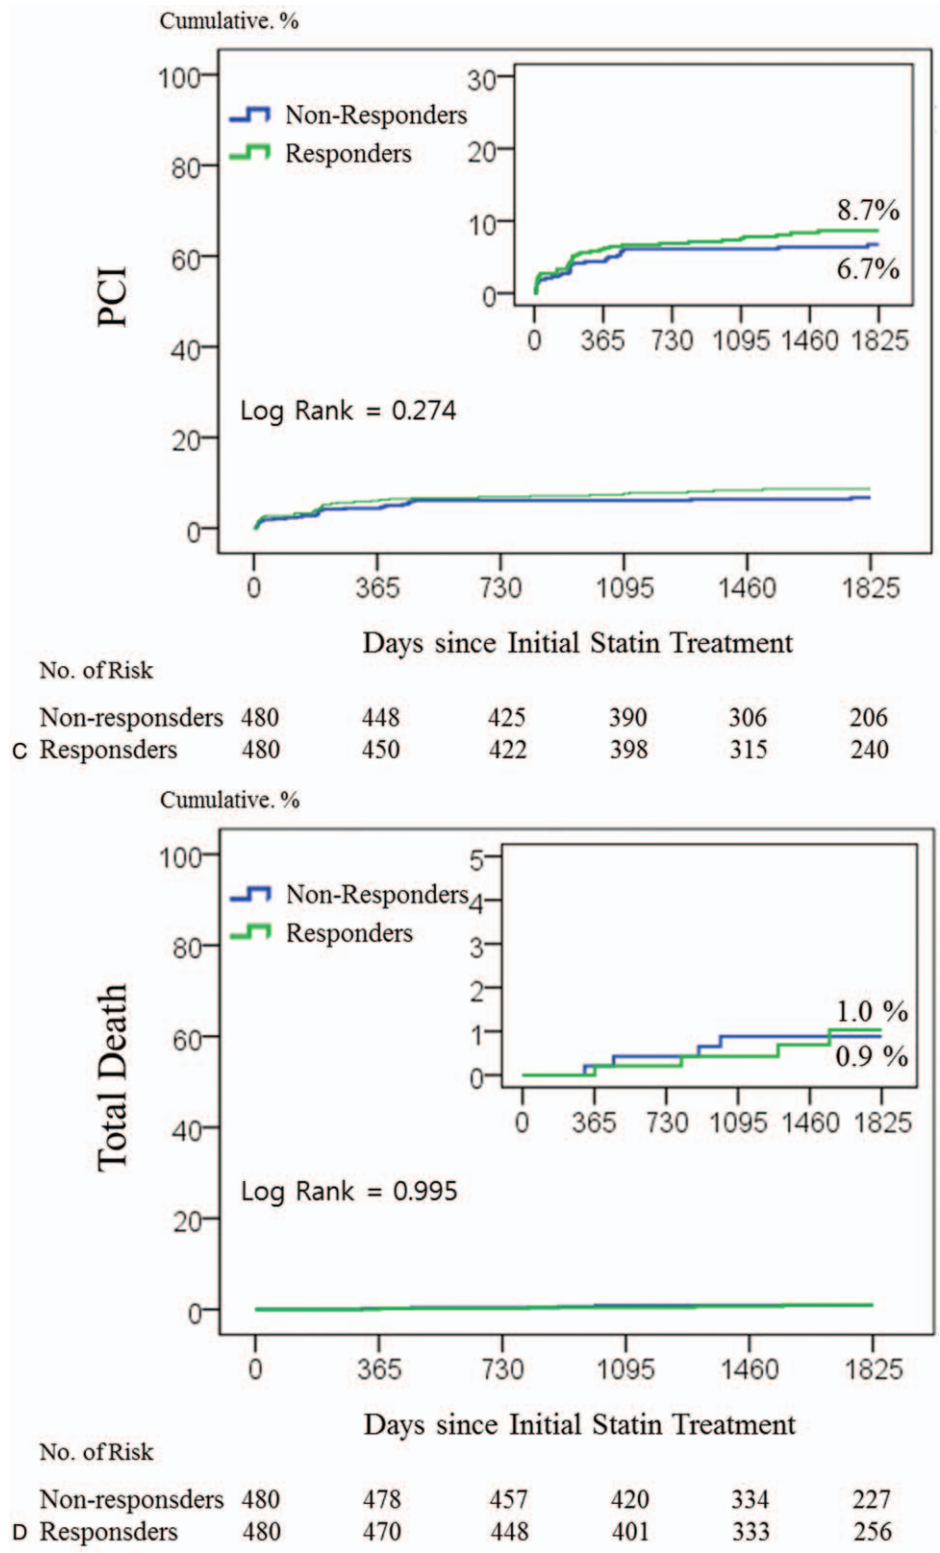 Cumulative. %
100
80
60
40
20
0
PCI
Non-Responders
Responders
30
20
10
0
8.7%
6.7%
0 365 730 1095 1460 1825
Log Rank = 0.274
0 365 730 1095 1460 1825
Days since Initial Statin Treatment
No. of Risk
Non-responsders 480 448 425 390 306 206
C Responsders 480 450 422 398 315 240
Cumulative. %
100
80
60
40
20
0
Total Death
Non-Responders
Responders
5
4
3
2
1
0
1.0 %
0.9 %
0 365 730 1095 1460 1825
Log Rank = 0.995
0 365 730 1095 1460 1825
Days since Initial Statin Treatment
No. of Risk
Non-responsders 480 478 457 420 334 227
D Responsders 480 470 448 401 333 256